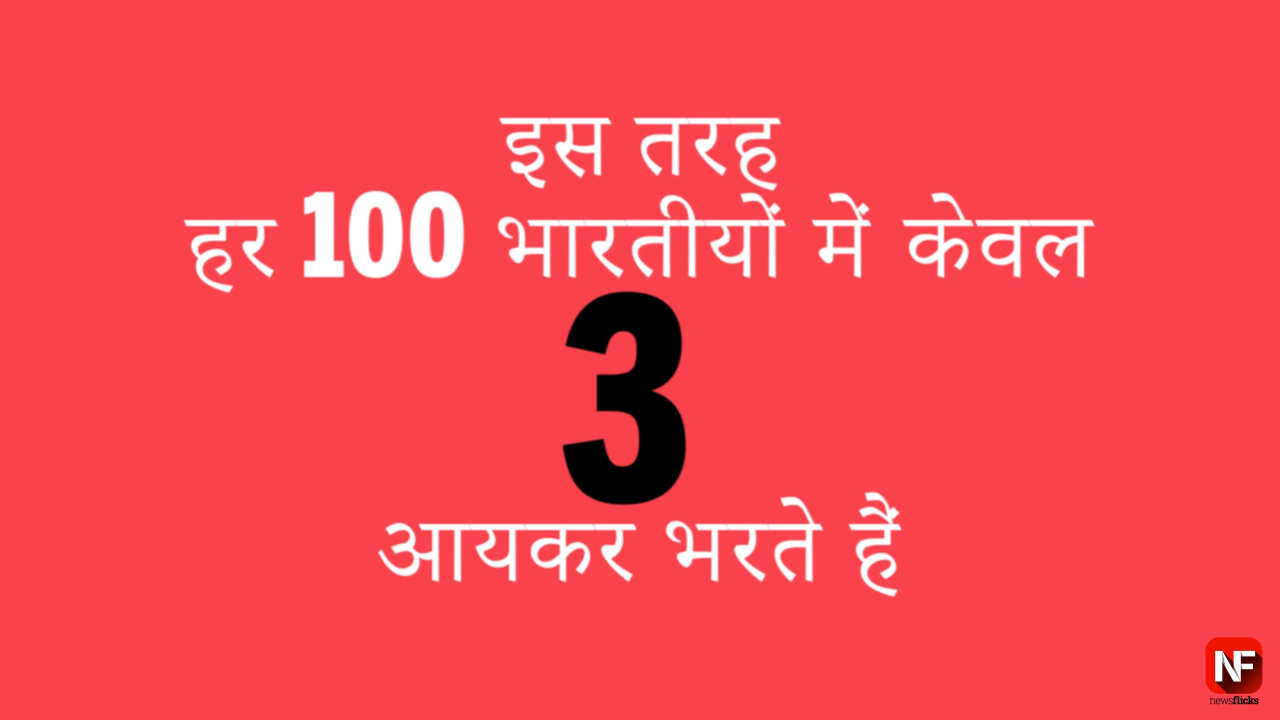 इस तरह
हर 100 भारतीयों में केवल
3
आयकर भरते हैं
NF
newsflicks